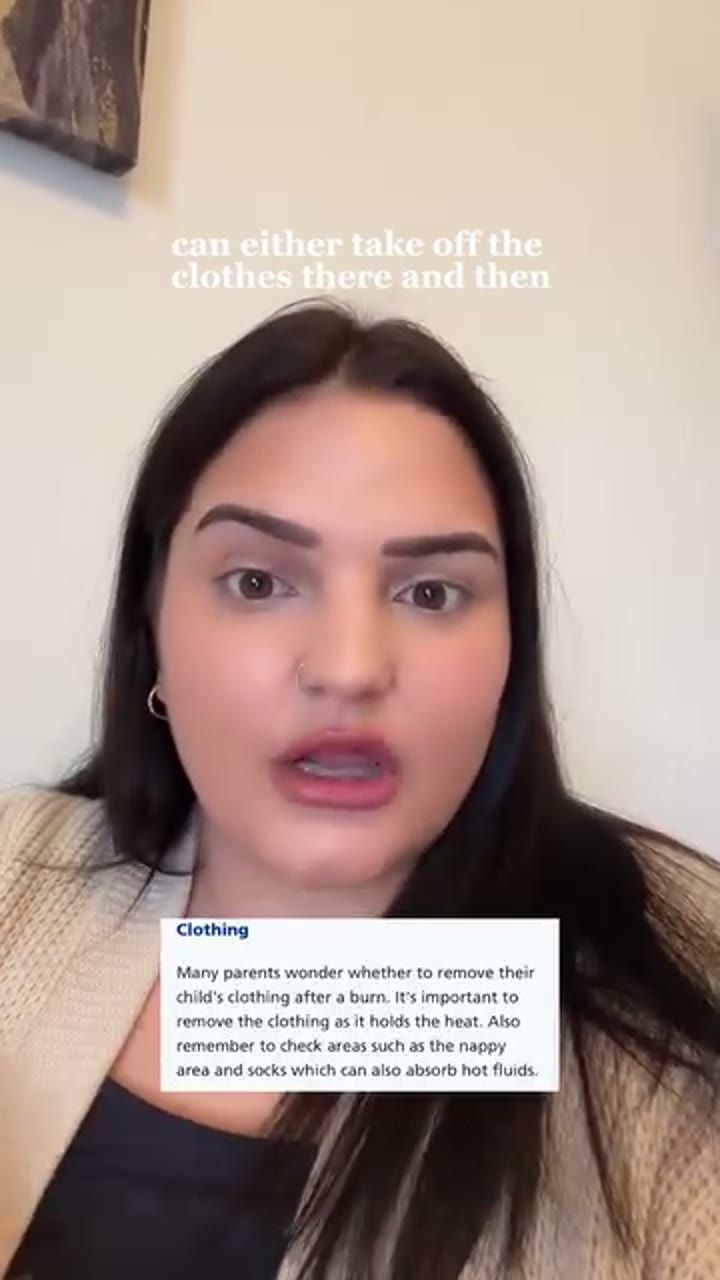 can either take off the
clothes there and then
Clothing
Many parents wonder whether to remove their
child's clothing after a burn. It's important to
remove the clothing as it holds the heat. Also
remember to check areas such as the nappy
area and socks which can also absorb hot fluids.